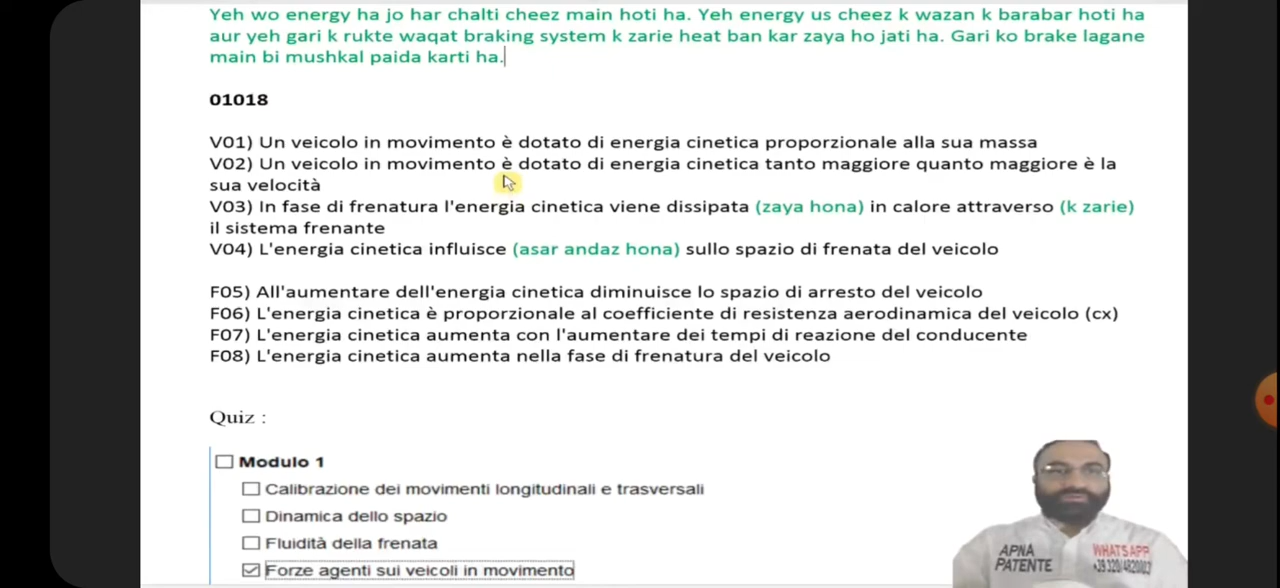 Yeh wo energy ha jo har chalti cheez main hoti ha. Yeh energy us cheez k wazan k barabar hoti ha
aur yeh gari k rukte waqat braking system k zarie heat ban kar zaya ho jati ha. Gari ko brake lagane
main bi mushkal paida karti ha.
01018
V01) Un veicolo in movimento è dotato di energia cinetica proporzionale alla sua massa
V02) Un veicolo in movimento è dotato di energia cinetica tanto maggiore quanto maggiore è la
sua velocità
V03) In fase di frenatura l'energia cinetica viene dissipata (zaya hona) in calore attraverso (k zarie)
il sistema frenante
V04) L'energia cinetica influisce (asar andaz hona) sullo spazio di frenata del veicolo
F05) All'aumentare dell'energia cinetica diminuisce lo spazio di arresto del veicolo
F06) L'energia cinetica è proporzionale al coefficiente di resistenza aerodinamica del veicolo (cx)
F07) L'energia cinetica aumenta con l'aumentare dei tempi di reazione del conducente
F08) L'energia cinetica aumenta nella fase di frenatura del veicolo
Quiz :
Modulo 1
Calibrazione dei movimenti longitudinali e trasversali
Dinamica dello spazio
Fluidità della frenata
Forze agenti sui veicoli in movimento
APNA
PATENTE
WHATSAPP